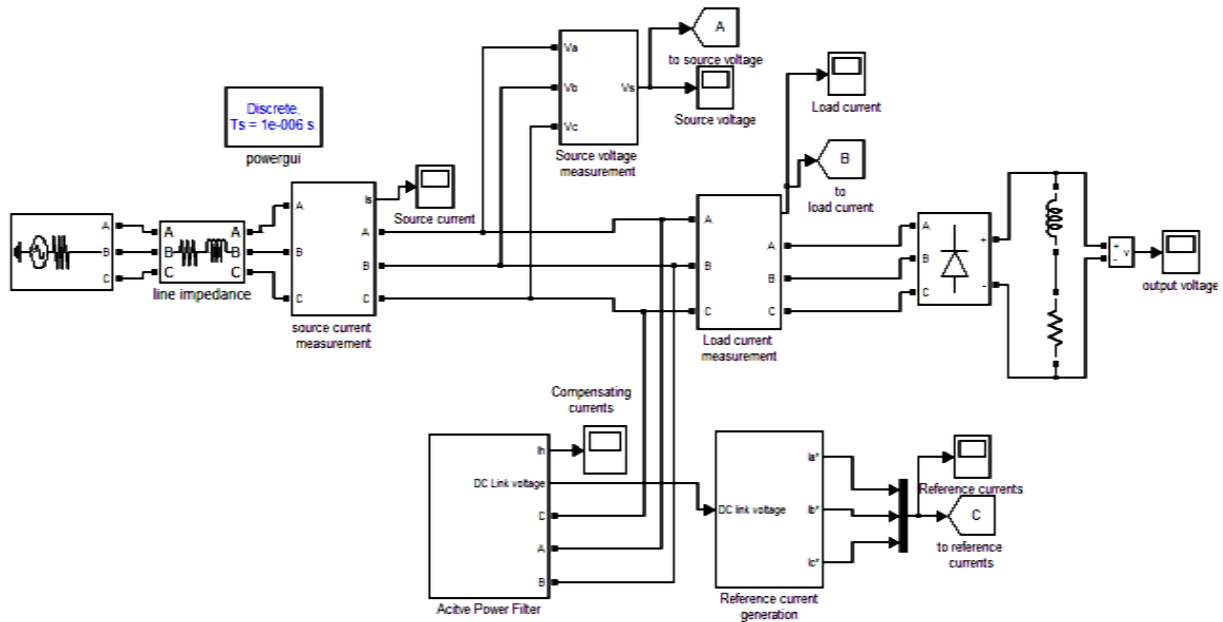 Discrete,
Ts = 1e-006 s.
powergui
A
B
C
A
B
C
A
B
C
line impedance
A
B
C
Is
A
B
C
source current
measurement
Source current
Va
Vb
Vc
Vs
Source voltage
measurement
A
to source voltage
Source voltage
Load current
B
to
load current
A
B
C
A
B
C
Load current
measurement
A
B
C
+
-
+
-
v
output voltage
Compensating
currents
Ih
DC Link voltage
C
A
B
Acitve Power Filter
DC link voltage
Ia*
Ib*
Ic*
Reference current
generation
Reference currents
C
to reference
currents